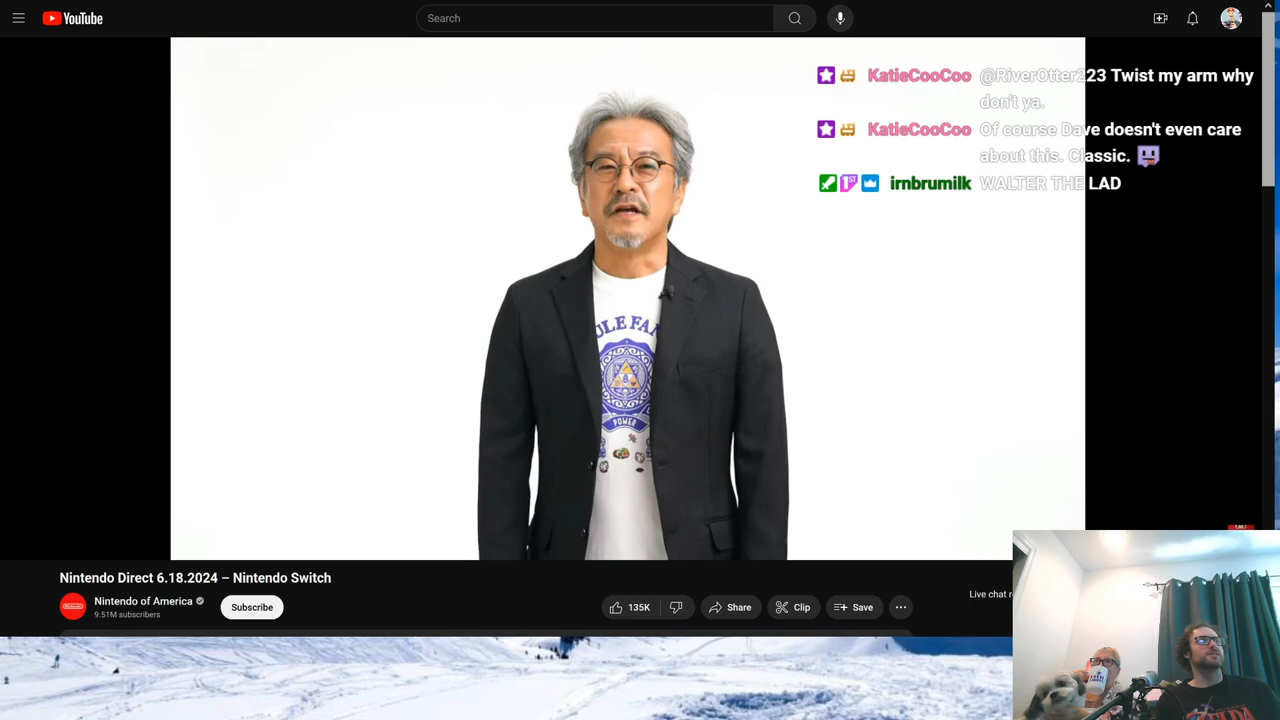 YouTube
Search
KatieCooCoo @RiverOtter223 Twist my arm why
don't ya.
KatieCooCoo Of course Dave doesn't even care
about this. Classic.
irnbrumilk WALTER THE LAD
POWER
Nintendo Direct 6.18.2024 – Nintendo Switch
Nintendo of America
9.51M subscribers
Subscribe
135K
Share
Clip
Save
Live chat